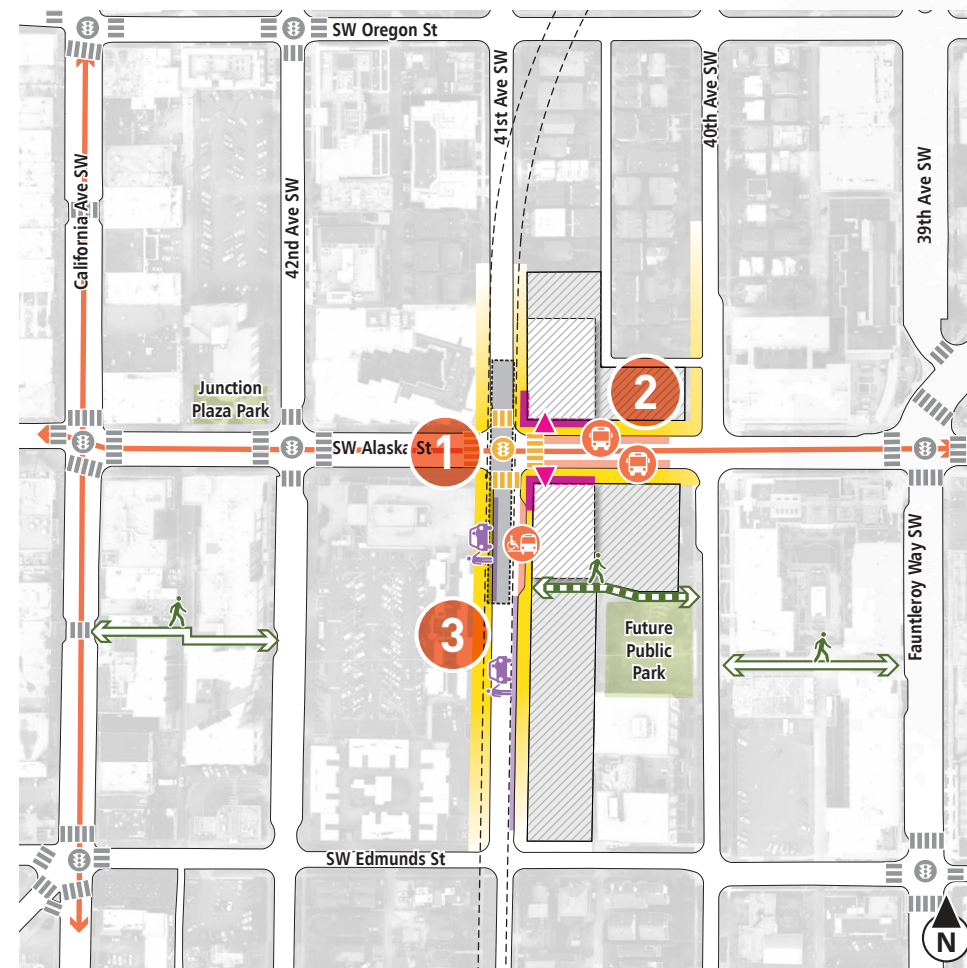 SW Oregon St
41st Ave SW
40th Ave SW
California Ave SW
42nd Ave SW
39th Ave SW
Junction
Plaza Park
2
SW Alaska St
1
3
Future
Public
Park
Fauntleroy Way SW
SW Edmunds St
N